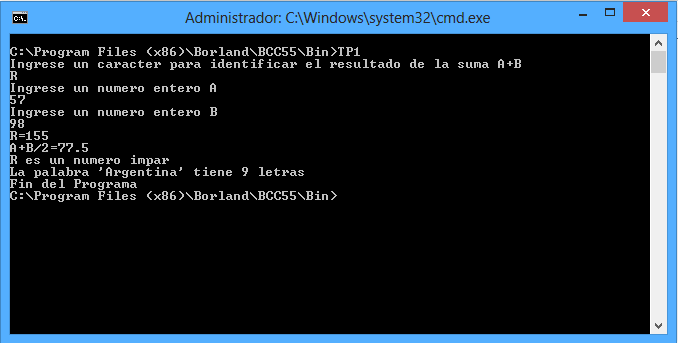 Administrador: C:\Windows\system32\cmd.exe
C:\Program Files (x86)\Borland\BCC55\Bin>TP1
Ingrese un caracter para identificar el resultado de la suma A+B
R
Ingrese un numero entero A
57
Ingrese un numero entero B
98
R=155
A+B/2=77.5
R es un numero impar
La palabra 'Argentina' tiene 9 letras
Fin del Programa
C:\Program Files (x86)\Borland\BCC55\Bin>